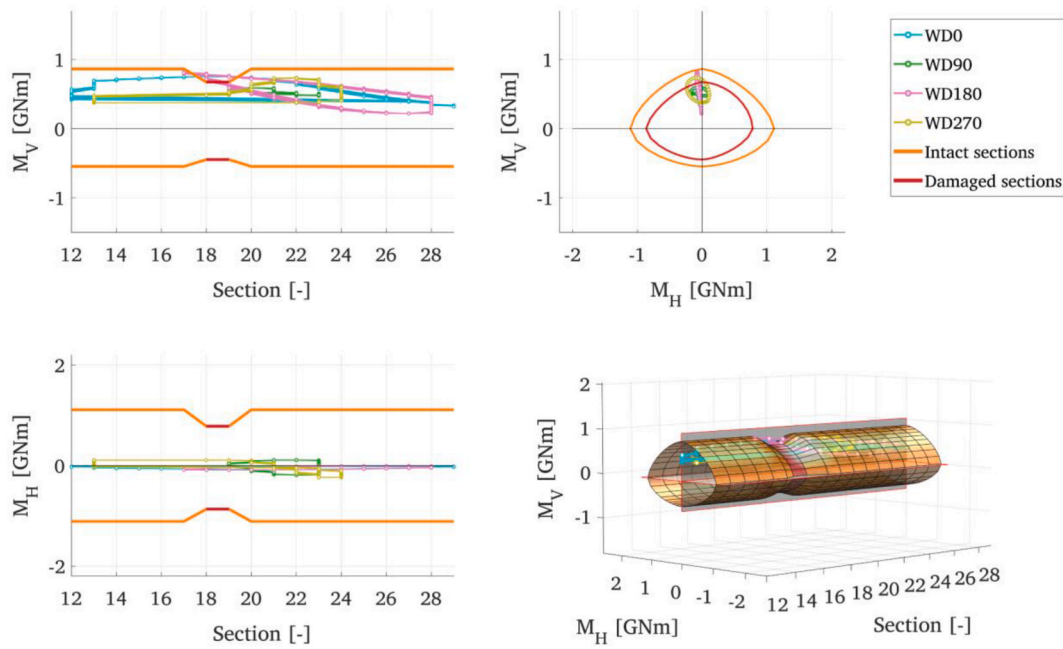 1
0
-1
M_V [GNm]
12 14 16 18 20 22 24 26 28
Section [-]
1
0
-1
M_V [GNm]
-2 -1 0 1 2
M_H [GNm]
WD0
WD90
WD180
WD270
Intact sections
Damaged sections
2
0
-2
M_H [GNm]
12 14 16 18 20 22 24 26 28
Section [-]
2
1
0
-1
M_V [GNm]
2 1 0 -1 -2
M_H [GNm]
12 14 16 18 20 22 24 26 28
Section [-]